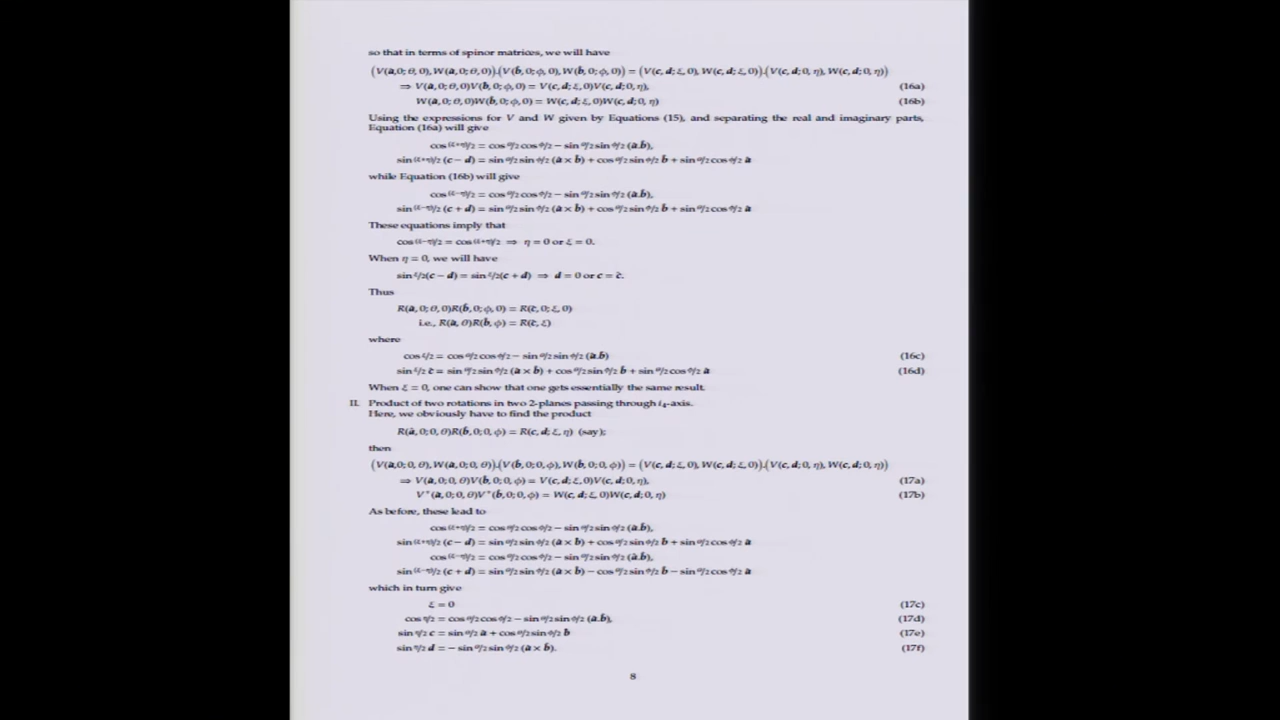 so that in terms of spinor matrices, we will have
(V(a,0;θ,0),W(a,0;θ,0)).(V(b,0;φ,0),W(b,0;φ,0)) = (V(c,d;ξ,0),W(c,d;ξ,0)).(V(c,d;0,η),W(c,d;0,η))
⇒ V(a,0;θ,0)V(b,0;φ,0) = V(c,d;ξ,0)V(c,d;0,η), (16a)
W(a,0;θ,0)W(b,0;φ,0) = W(c,d;ξ,0)W(c,d;0,η) (16b)
Using the expressions for V and W given by Equations (15), and separating the real and imaginary parts,
Equation (16a) will give
cos (ξ+η)/2 = cos θ/2 cos φ/2 − sin θ/2 sin φ/2 (a.b),
sin (ξ+η)/2 (c − d) = sin θ/2 sin φ/2 (a × b) + cos θ/2 sin φ/2 b + sin θ/2 cos φ/2 a
while Equation (16b) will give
cos (ξ−η)/2 = cos θ/2 cos φ/2 − sin θ/2 sin φ/2 (a.b),
sin (ξ−η)/2 (c + d) = sin θ/2 sin φ/2 (a × b) + cos θ/2 sin φ/2 b + sin θ/2 cos φ/2 a
These equations imply that
cos (ξ−η)/2 = cos (ξ+η)/2 ⇒ η = 0 or ξ = 0.
When η = 0, we will have
sin ξ/2(c − d) = sin ξ/2(c + d) ⇒ d = 0 or c = ĉ.
Thus
R(a,0;θ,0)R(b,0;φ,0) = R(ĉ,0;ξ,0)
i.e., R(a,θ)R(b,φ) = R(ĉ,ξ)
where
cos ξ/2 = cos θ/2 cos φ/2 − sin θ/2 sin φ/2 (a.b) (16c)
sin ξ/2 ĉ = sin θ/2 sin φ/2 (a × b) + cos θ/2 sin φ/2 b + sin θ/2 cos φ/2 a (16d)
When ξ = 0, one can show that one gets essentially the same result.
II. Product of two rotations in two 2-planes passing through i₄-axis.
Here, we obviously have to find the product
R(a,0;0,θ)R(b,0;0,φ) = R(c,d;ξ,η) (say);
then
(V(a,0;0,θ),W(a,0;0,θ)).(V(b,0;0,φ),W(b,0;0,φ)) = (V(c,d;ξ,0),W(c,d;ξ,0)).(V(c,d;0,η),W(c,d;0,η))
⇒ V(a,0;0,θ)V(b,0;0,φ) = V(c,d;ξ,0)V(c,d;0,η), (17a)
V⁺(a,0;0,θ)V⁺(b,0;0,φ) = W(c,d;ξ,0)W(c,d;0,η) (17b)
As before, these lead to
cos (ξ+η)/2 = cos θ/2 cos φ/2 − sin θ/2 sin φ/2 (a.b),
sin (ξ+η)/2 (c − d) = sin θ/2 sin φ/2 (a × b) + cos θ/2 sin φ/2 b + sin θ/2 cos φ/2 a
cos (ξ−η)/2 = cos θ/2 cos φ/2 − sin θ/2 sin φ/2 (a.b),
sin (ξ−η)/2 (c + d) = sin θ/2 sin φ/2 (a × b) − cos θ/2 sin φ/2 b − sin θ/2 cos φ/2 a
which in turn give
ξ = 0 (17c)
cos η/2 = cos θ/2 cos φ/2 − sin θ/2 sin φ/2 (a.b), (17d)
sin η/2 c = sin θ/2 a + cos θ/2 sin φ/2 b (17e)
sin η/2 d = − sin θ/2 sin φ/2 (a × b). (17f)
8